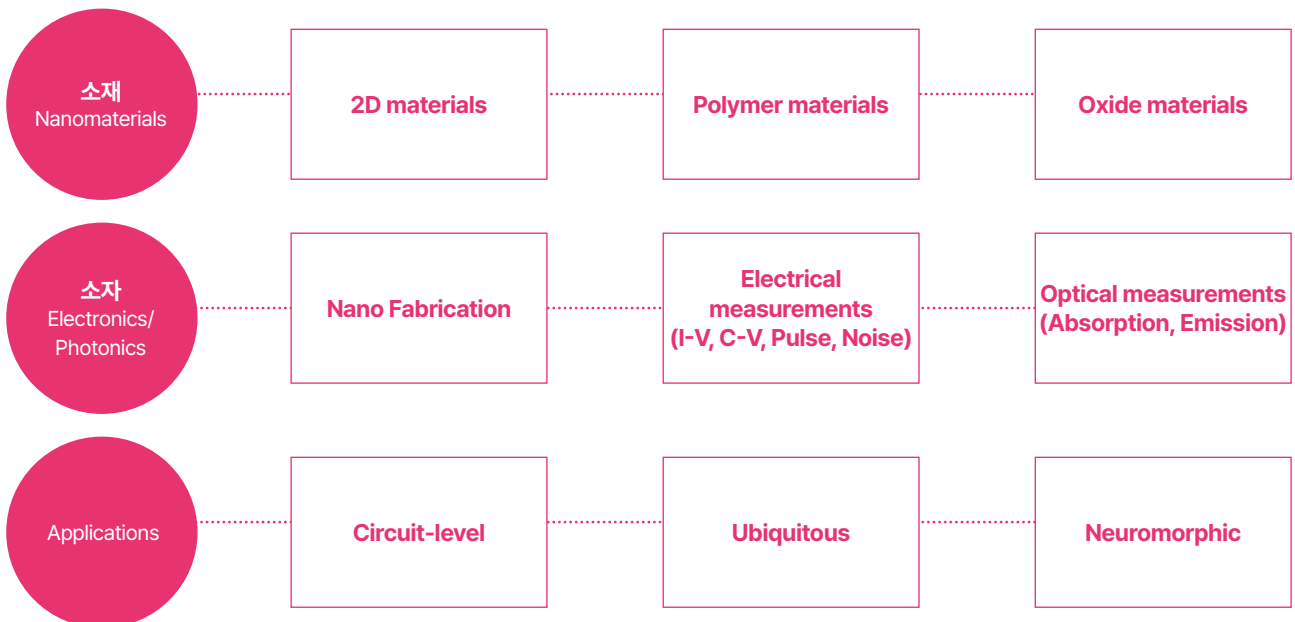 소재
Nanomaterials
2D materials
Polymer materials
Oxide materials
소자
Electronics/
Photonics
Nano Fabrication
Electrical
measurements
(I-V, C-V, Pulse, Noise)
Optical measurements
(Absorption, Emission)
Applications
Circuit-level
Ubiquitous
Neuromorphic